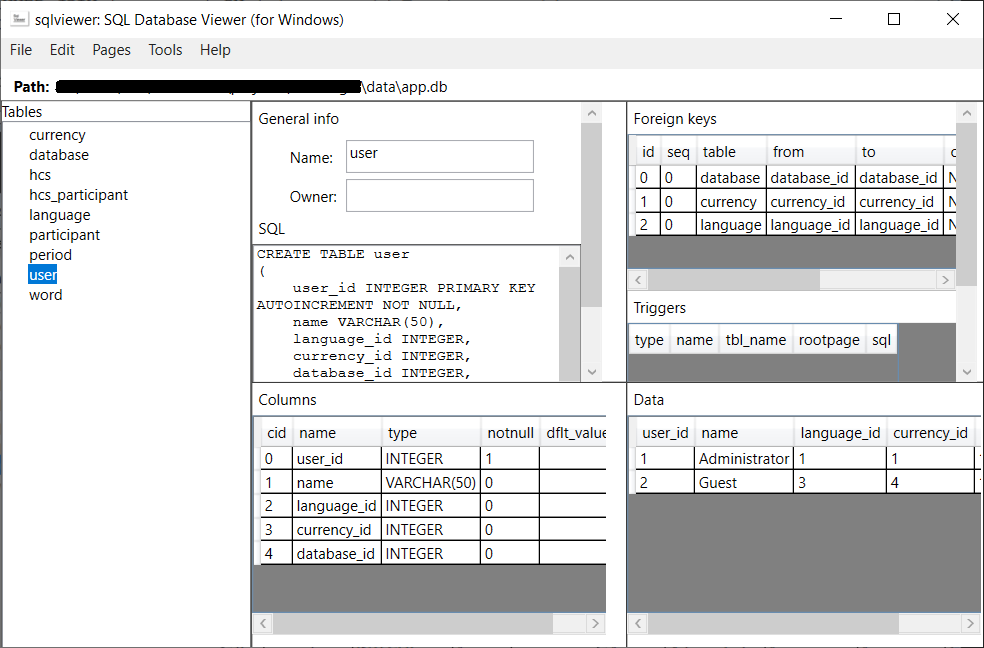 sqlviewer: SQL Database Viewer (for Windows)
File Edit Pages Tools Help
Path: \data\app.db
Tables
currency
database
hcs
hcs_participant
language
participant
period
user
word
General info
Name: user
Owner:
SQL
CREATE TABLE user
(
user_id INTEGER PRIMARY KEY
AUTOINCREMENT NOT NULL,
name VARCHAR(50),
language_id INTEGER,
currency_id INTEGER,
database_id INTEGER,
Foreign keys
id seq table from to
0 0 database database_id database_id N
1 0 currency currency_id currency_id N
2 0 language language_id language_id N
Triggers
type name tbl_name rootpage sql
Columns
cid name type notnull dflt_value
0 user_id INTEGER 1
1 name VARCHAR(50) 0
2 language_id INTEGER 0
3 currency_id INTEGER 0
4 database_id INTEGER 0
Data
user_id name language_id currency_id
1 Administrator 1 1
2 Guest 3 4